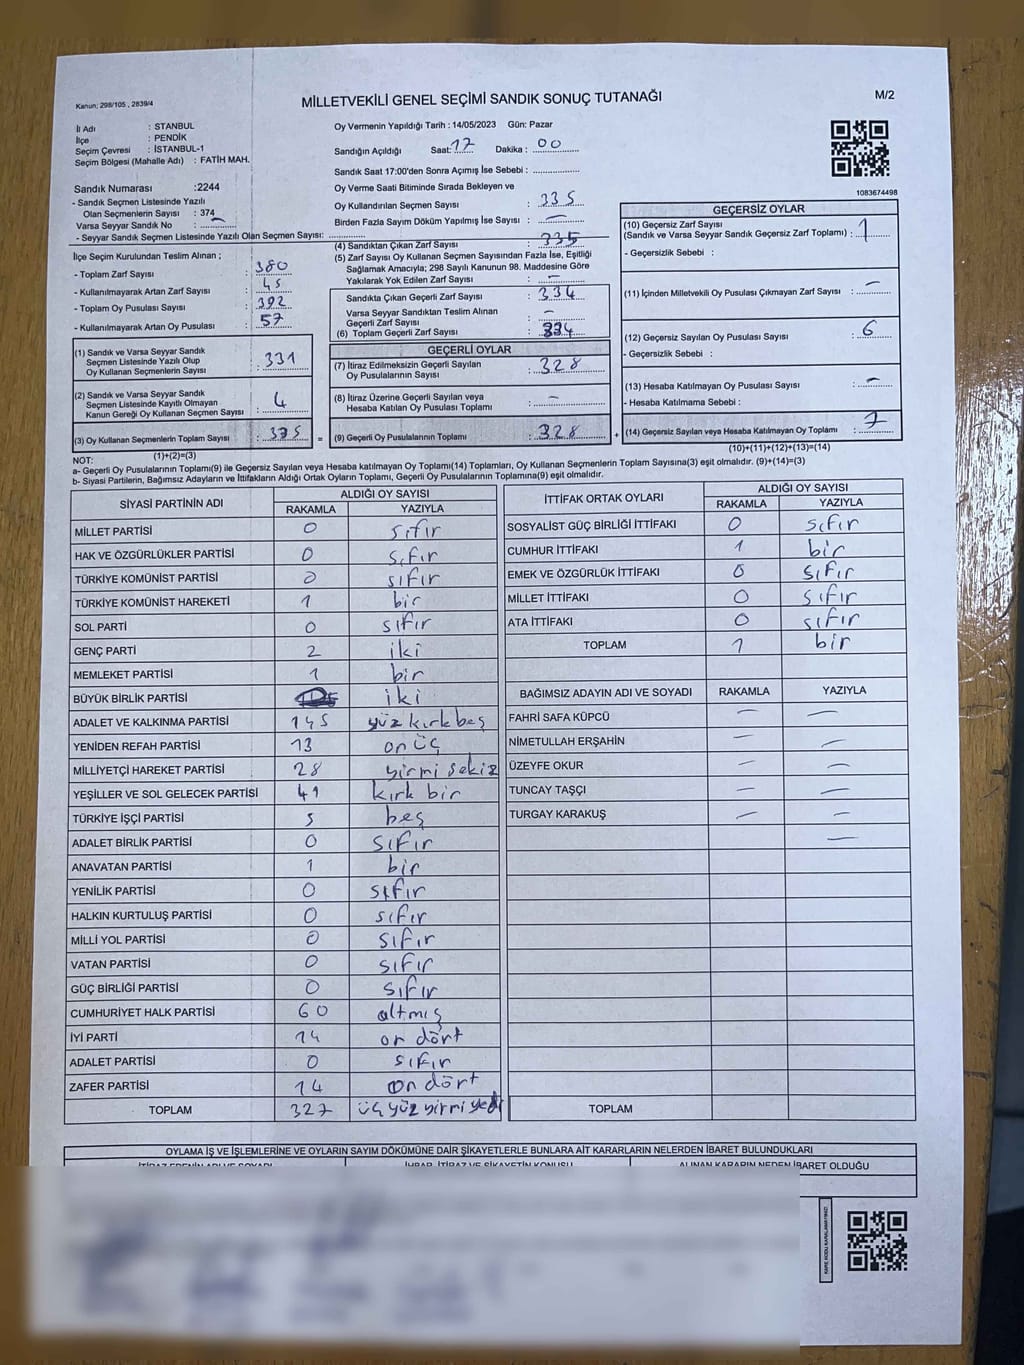 Kanun: 298/105 , 2839/4
MİLLETVEKİLİ GENEL SEÇİMİ SANDIK SONUÇ TUTANAĞI
M/2
İl Adı : STANBUL
İlçe : PENDİK
Seçim Çevresi : İSTANBUL-1
Seçim Bölgesi (Mahalle Adı) : FATİH MAH.
Sandık Numarası :2244
- Sandık Seçmen Listesinde Yazılı
Olan Seçmenlerin Sayısı : 374
Varsa Seyyar Sandık No : —
- Seyyar Sandık Seçmen Listesinde Yazılı Olan Seçmen Sayısı:
İlçe Seçim Kurulundan Teslim Alınan ;
- Toplam Zarf Sayısı : 380
- Kullanılmayarak Artan Zarf Sayısı : 45
- Toplam Oy Pusulası Sayısı : 392
- Kullanılmayarak Artan Oy Pusulası : 57
(1) Sandık ve Varsa Seyyar Sandık
Seçmen Listesinde Yazılı Olup
Oy Kullanan Seçmenlerin Sayısı : 331
(2) Sandık ve Varsa Seyyar Sandık
Seçmen Listesinde Kayıtlı Olmayan
Kanun Gereği Oy Kullanan Seçmen Sayısı : 4
(3) Oy Kullanan Seçmenlerin Toplam Sayısı : 335 =
(1)+(2)=(3)
Oy Vermenin Yapıldığı Tarih : 14/05/2023 Gün: Pazar
Sandığın Açıldığı Saat: 17 Dakika : 00
Sandık Saat 17:00'den Sonra Açımış İse Sebebi :
Oy Verme Saati Bitiminde Sırada Bekleyen ve
Oy Kullandırılan Seçmen Sayısı : 335
Birden Fazla Sayım Döküm Yapılmış İse Sayısı : —
(4) Sandıktan Çıkan Zarf Sayısı : 335
(5) Zarf Sayısı Oy Kullanan Seçmen Sayısından Fazla İse, Eşitliği
Sağlamak Amacıyla; 298 Sayılı Kanunun 98. Maddesine Göre
Yakılarak Yok Edilen Zarf Sayısı : —
Sandıkta Çıkan Geçerli Zarf Sayısı : 334
Varsa Seyyar Sandıktan Teslim Alınan
Geçerli Zarf Sayısı : —
(6) Toplam Geçerli Zarf Sayısı : 334
GEÇERLİ OYLAR
(7) İtiraz Edilmeksizin Geçerli Sayılan
Oy Pusulalarının Sayısı : 328
(8) İtiraz Üzerine Geçerli Sayılan veya
Hesaba Katılan Oy Pusulası Toplamı : —
(9) Geçerli Oy Pusulalarının Toplamı : 328 +
1083674498
GEÇERSİZ OYLAR
(10) Geçersiz Zarf Sayısı
(Sandık ve Varsa Seyyar Sandık Geçersiz Zarf Toplamı) : 1
- Geçersizlik Sebebi :
(11) İçinden Milletvekili Oy Pusulası Çıkmayan Zarf Sayısı : —
(12) Geçersiz Sayılan Oy Pusulası Sayısı : 6
- Geçersizlik Sebebi :
(13) Hesaba Katılmayan Oy Pusulası Sayısı : —
- Hesaba Katılmama Sebebi :
(14) Geçersiz Sayılan veya Hesaba Katılmayan Oy Toplamı : 7
(10)+(11)+(12)+(13)=(14)
NOT:
a- Geçerli Oy Pusulalarının Toplamı(9) ile Geçersiz Sayılan veya Hesaba katılmayan Oy Toplamı(14) Toplamları, Oy Kullanan Seçmenlerin Toplam Sayısına(3) eşit olmalıdır. (9)+(14)=(3)
b- Siyasi Partilerin, Bağımsız Adayların ve İttifakların Aldığı Ortak Oyların Toplamı, Geçerli Oy Pusulalarının Toplamına(9) eşit olmalıdır.
SİYASİ PARTİNİN ADI ALDIĞI OY SAYISI
RAKAMLA YAZIYLA
MİLLET PARTİSİ 0 sıfır
HAK VE ÖZGÜRLÜKLER PARTİSİ 0 sıfır
TÜRKİYE KOMÜNİST PARTİSİ 0 sıfır
TÜRKİYE KOMÜNİST HAREKETİ 1 bir
SOL PARTİ 0 sıfır
GENÇ PARTİ 2 iki
MEMLEKET PARTİSİ 1 bir
BÜYÜK BİRLİK PARTİSİ iki
ADALET VE KALKINMA PARTİSİ 145 yüz kırk beş
YENİDEN REFAH PARTİSİ 13 on üç
MİLLİYETÇİ HAREKET PARTİSİ 28 yirmi sekiz
YEŞİLLER VE SOL GELECEK PARTİSİ 41 kırk bir
TÜRKİYE İŞÇİ PARTİSİ 5 beş
ADALET BİRLİK PARTİSİ 0 sıfır
ANAVATAN PARTİSİ 1 bir
YENİLİK PARTİSİ 0 sıfır
HALKIN KURTULUŞ PARTİSİ 0 sıfır
MİLLİ YOL PARTİSİ 0 sıfır
VATAN PARTİSİ 0 sıfır
GÜÇ BİRLİĞİ PARTİSİ 0 sıfır
CUMHURİYET HALK PARTİSİ 60 altmış
İYİ PARTİ 14 on dört
ADALET PARTİSİ 0 sıfır
ZAFER PARTİSİ 14 on dört
TOPLAM 327 üç yüz yirmi yedi
İTTİFAK ORTAK OYLARI ALDIĞI OY SAYISI
RAKAMLA YAZIYLA
SOSYALİST GÜÇ BİRLİĞİ İTTİFAKI 0 sıfır
CUMHUR İTTİFAKI 1 bir
EMEK VE ÖZGÜRLÜK İTTİFAKI 0 sıfır
MİLLET İTTİFAKI 0 sıfır
ATA İTTİFAKI 0 sıfır
TOPLAM 1 bir
BAĞIMSIZ ADAYIN ADI VE SOYADI RAKAMLA YAZIYLA
FAHRİ SAFA KÜPCÜ — —
NİMETULLAH ERŞAHİN — —
ÜZEYFE OKUR — —
TUNCAY TAŞÇI — —
TURGAY KARAKUŞ — —
—
TOPLAM
OYLAMA İŞ VE İŞLEMLERİNE VE OYLARIN SAYIM DÖKÜMÜNE DAİR ŞİKAYETLERLE BUNLARA AİT KARARLARIN NELERDEN İBARET BULUNDUKLARI
İTİRAZ EDENİN ADI VE SOYADI İHBAR, İTİRAZ VE ŞİKAYETİN KONUSU ALINAN KARARIN NEDEN İBARET OLDUĞU
KARE KODU KARALAMAYINIZ!